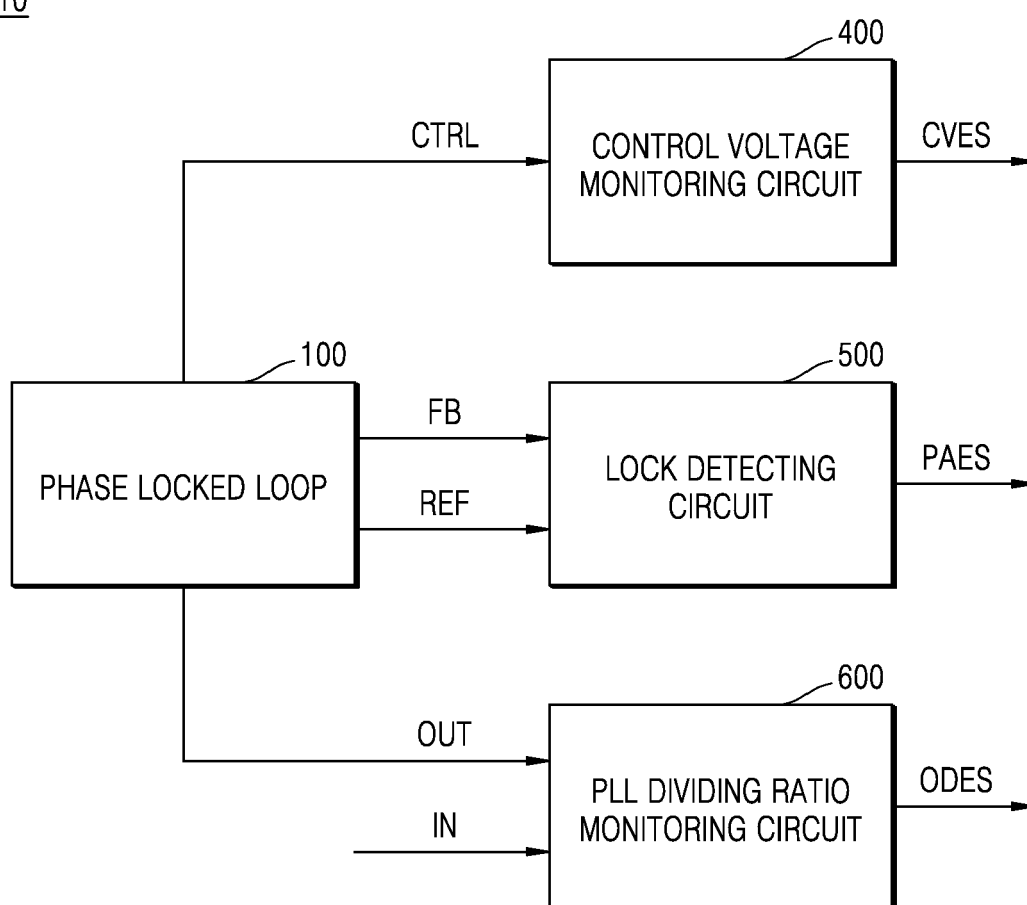 10
400
CTRL
CONTROL VOLTAGE
MONITORING CIRCUIT
CVES
100
500
PHASE LOCKED LOOP
FB
REF
LOCK DETECTING
CIRCUIT
PAES
600
OUT
IN
PLL DIVIDING RATIO
MONITORING CIRCUIT
ODES